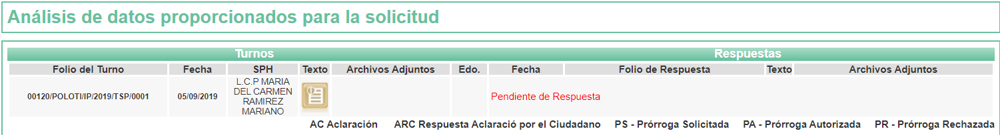 Análisis de datos proporcionados para la solicitud
Turnos Respuestas
Folio del Turno Fecha SPH Texto Archivos Adjuntos Edo. Fecha Folio de Respuesta Texto Archivos Adjuntos
00120/POLOTI/IP/2019/TSP/0001 05/09/2019 L.C.P MARIA
DEL CARMEN
RAMIREZ
MARIANO
Pendiente de Respuesta
AC Aclaración ARC Respuesta Aclaració por el Ciudadano PS - Prórroga Solicitada PA - Prórroga Autorizada PR - Prórroga Rechazada